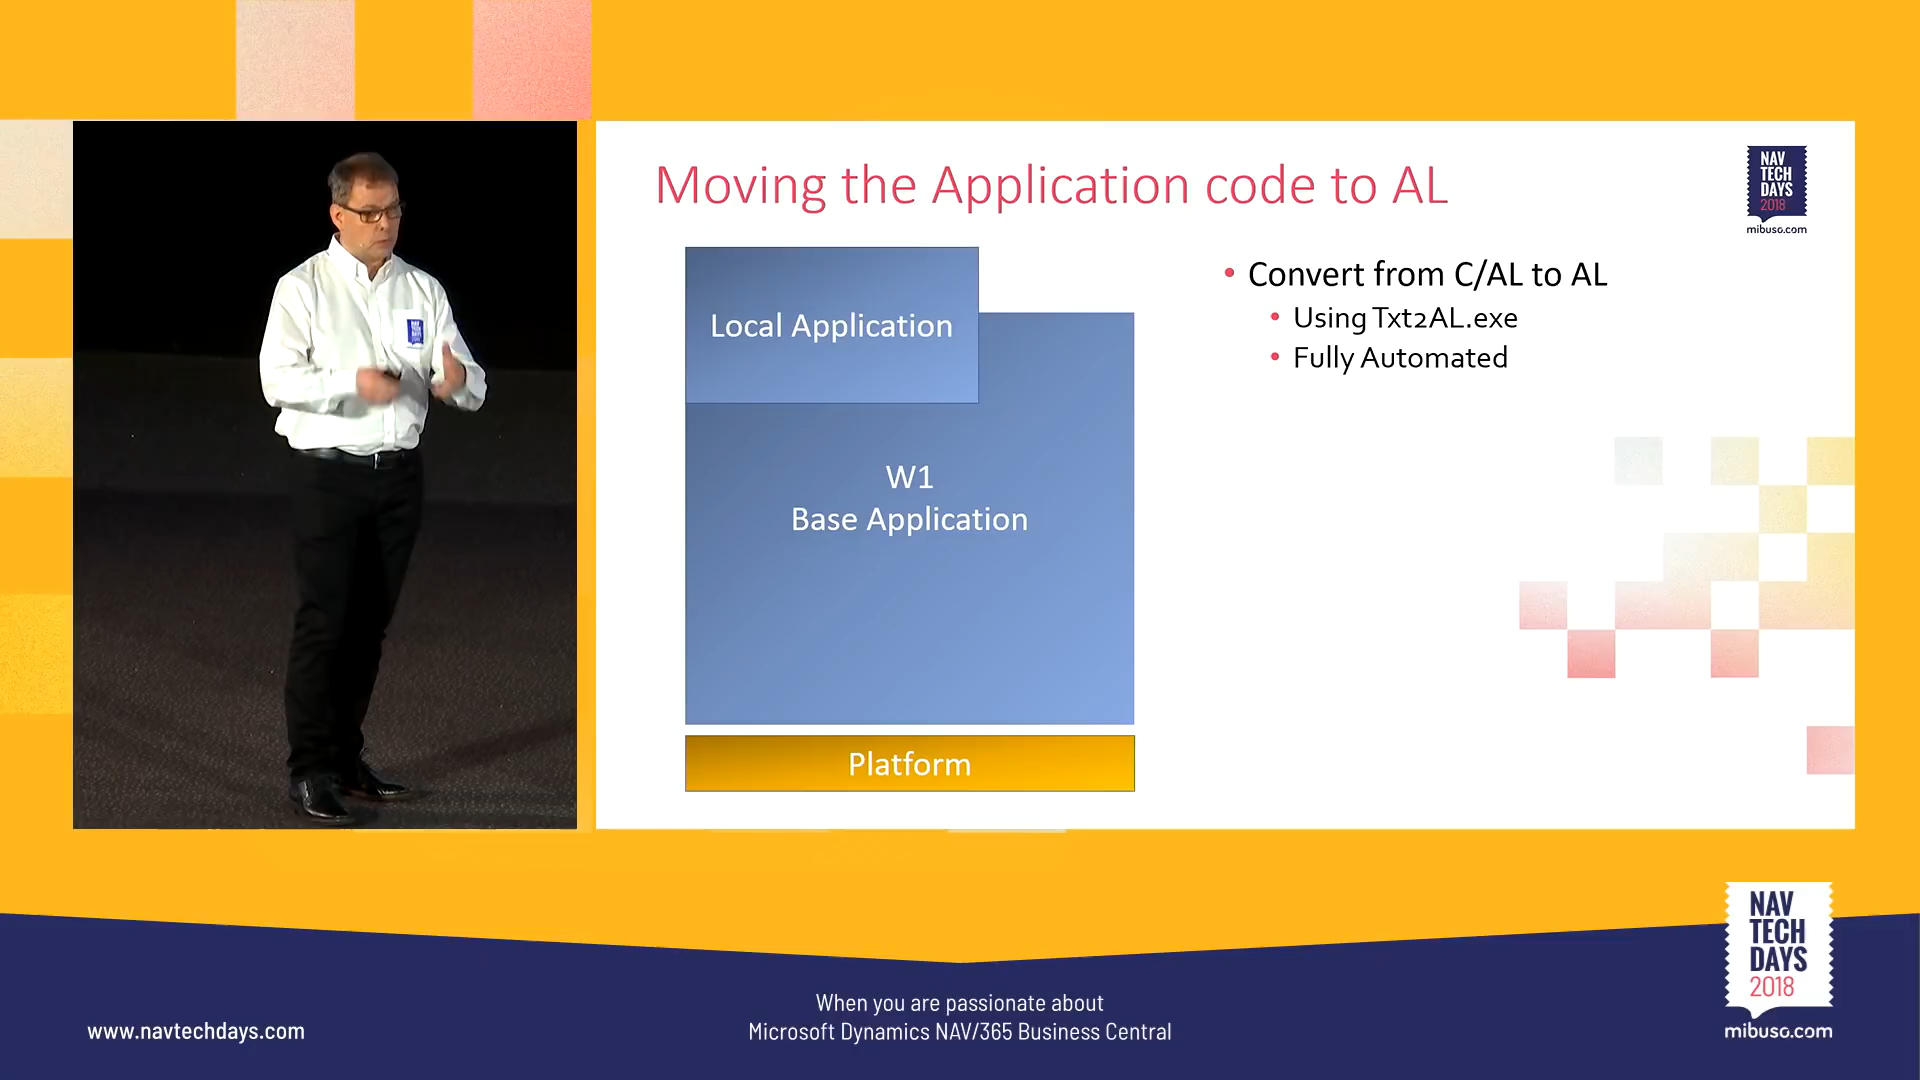 Moving the Application code to AL
NAV
TECH
DAYS
2018
mibuso.com
Local Application
W1
Base Application
Platform
• Convert from C/AL to AL
• Using Txt2AL.exe
• Fully Automated
NAV
TECH
DAYS
2018
mibuso.com
When you are passionate about
Microsoft Dynamics NAV/365 Business Central
www.navtechdays.com